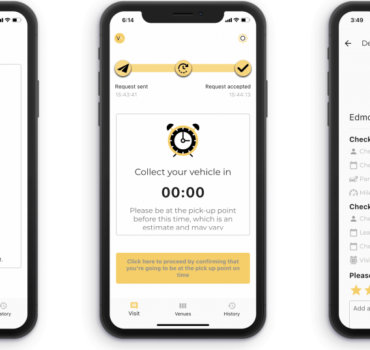 6:14
V
Request sent
15:43:41
Request accepted
15:44:13
Collect your vehicle in
00:00
Please be at the pick-up point
before this time, which is an
estimate and may vary
Click here to proceed by confirming that
you're going to be at the pick up point on
time
Visit
Venues
History
3:49
De
Edmo
Check
Che
Che
Par
Mile
Check
Che
Lea
Che
Please
Add a